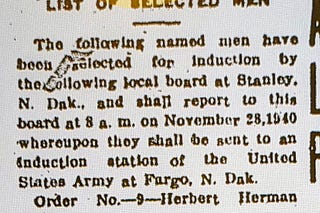 LIST OF SELECTED MEN
The following named men have
been selected for induction by
the following local board at Stanley,
N. Dak., and shall report to this
board at 8 a. m. on November 28,1940
whereupon they shall be sent to an
induction station of the United
States Army at Fargo, N. Dak.
Order No.—9—Herbert Herman